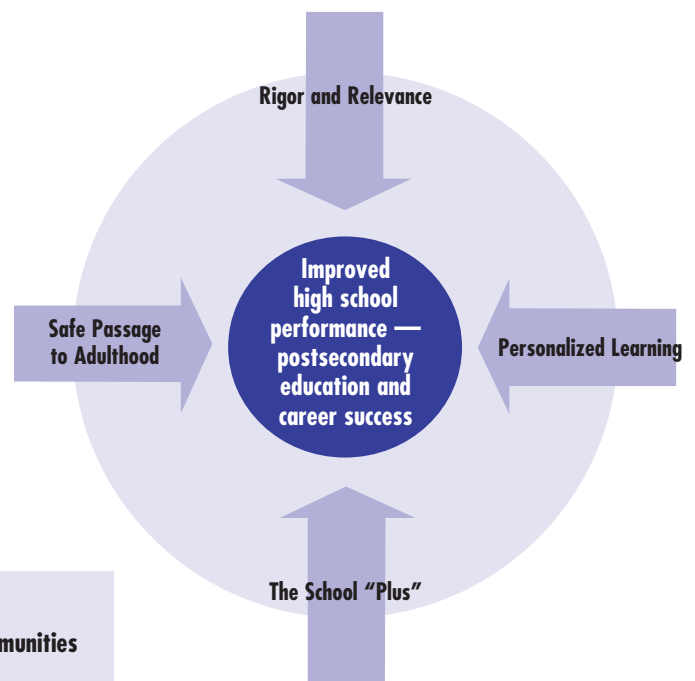 Rigor and Relevance
Improved
high school
performance —
postsecondary
education and
career success
Safe Passage
to Adulthood
Personalized Learning
The School “Plus”